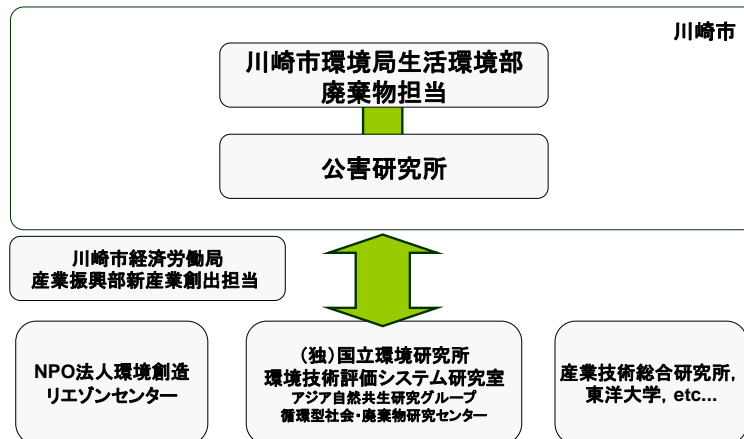 川崎市
川崎市環境局生活環境部
廃棄物担当
公害研究所
川崎市経済労働局
産業振興部新産業創出担当
NPO法人環境創造
リエゾンセンター
（独）国立環境研究所
環境技術評価システム研究室
アジア自然共生研究グループ
循環型社会・廃棄物研究センター
産業技術総合研究所，
東洋大学，etc...